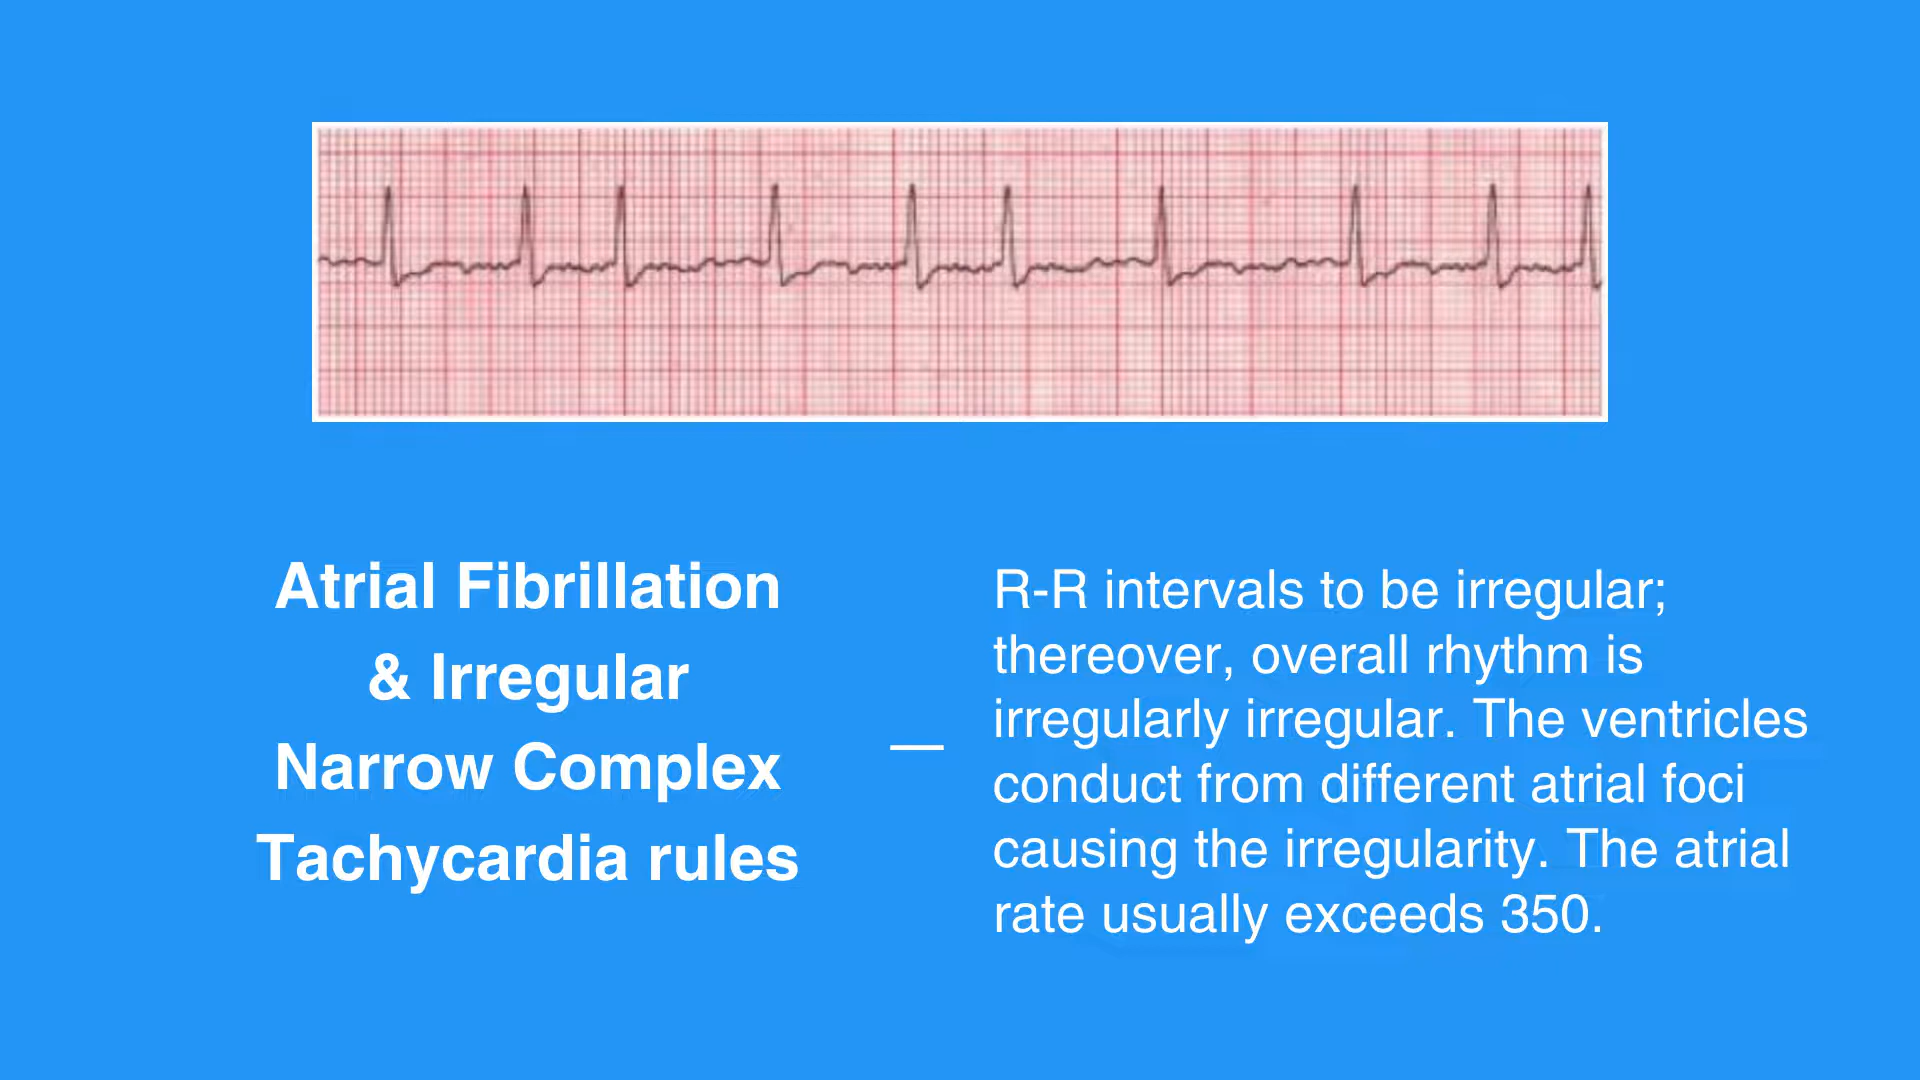 Atrial Fibrillation
& Irregular
Narrow Complex
Tachycardia rules
—
R-R intervals to be irregular;
thereover, overall rhythm is
irregularly irregular. The ventricles
conduct from different atrial foci
causing the irregularity. The atrial
rate usually exceeds 350.